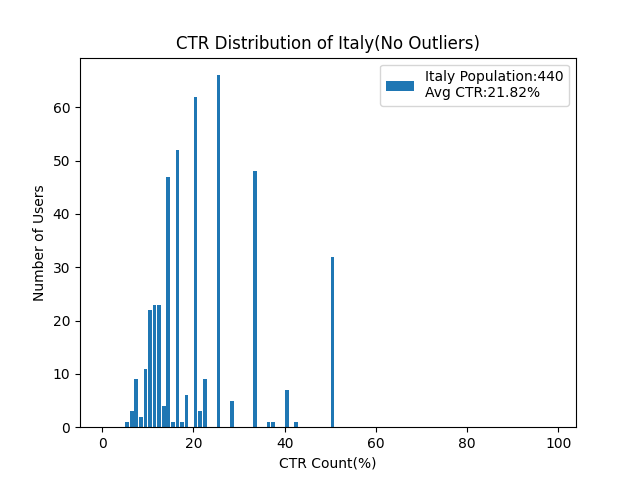 CTR Distribution of Italy(No Outliers)
Italy Population:440
Avg CTR:21.82%
Number of Users
60
50
40
30
20
10
0
0 20 40 60 80 100
CTR Count(%)